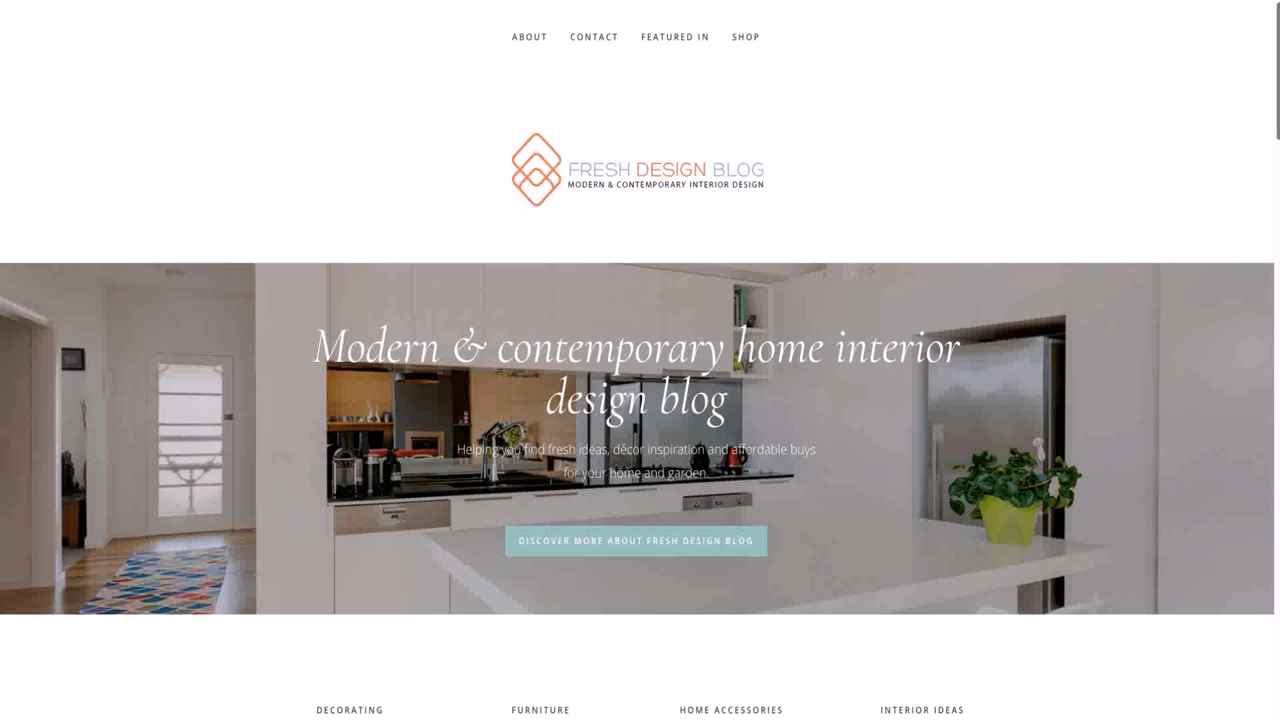 ABOUT CONTACT FEATURED IN SHOP
FRESH DESIGN BLOG
MODERN & CONTEMPORARY INTERIOR DESIGN
Modern & contemporary home interior
design blog
Helping you find fresh ideas, décor inspiration and affordable buys
for your home and garden.
DISCOVER MORE ABOUT FRESH DESIGN BLOG
DECORATING FURNITURE HOME ACCESSORIES INTERIOR IDEAS